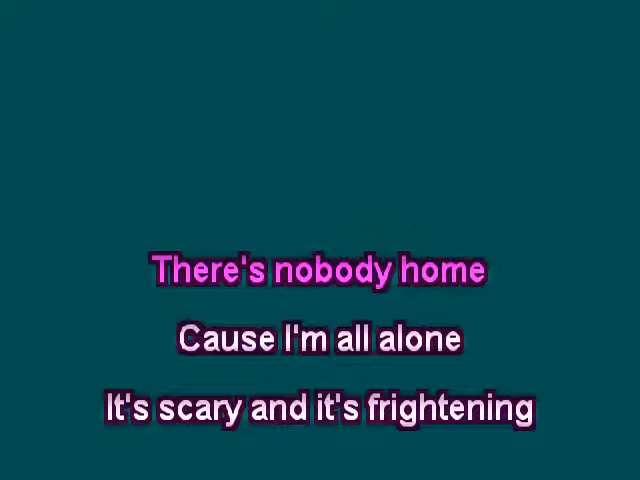 There's nobody home
Cause I'm all alone
It's scary and it's frightening